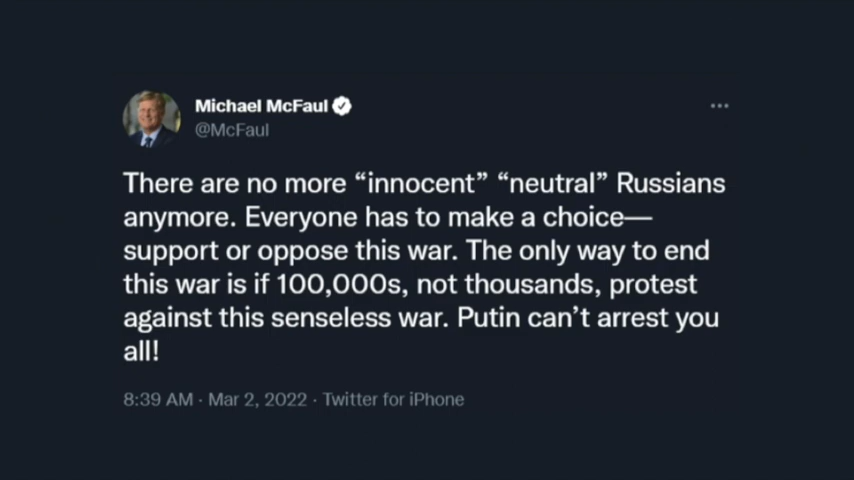 Michael McFaul
@McFaul
There are no more “innocent” “neutral” Russians
anymore. Everyone has to make a choice—
support or oppose this war. The only way to end
this war is if 100,000s, not thousands, protest
against this senseless war. Putin can’t arrest you
all!
8:39 AM · Mar 2, 2022 · Twitter for iPhone